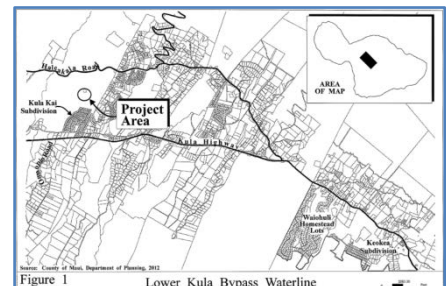 Haleakala Road
AREA
OF MAP
Kula Kai
Subdivision
Project
Area
Kula Highway
Waiohuli
Homestead
Lots
Keokea
Subdivision
Source: County of Maui, Department of Planning, 2012
Figure 1
Lower Kula Bypass Waterline